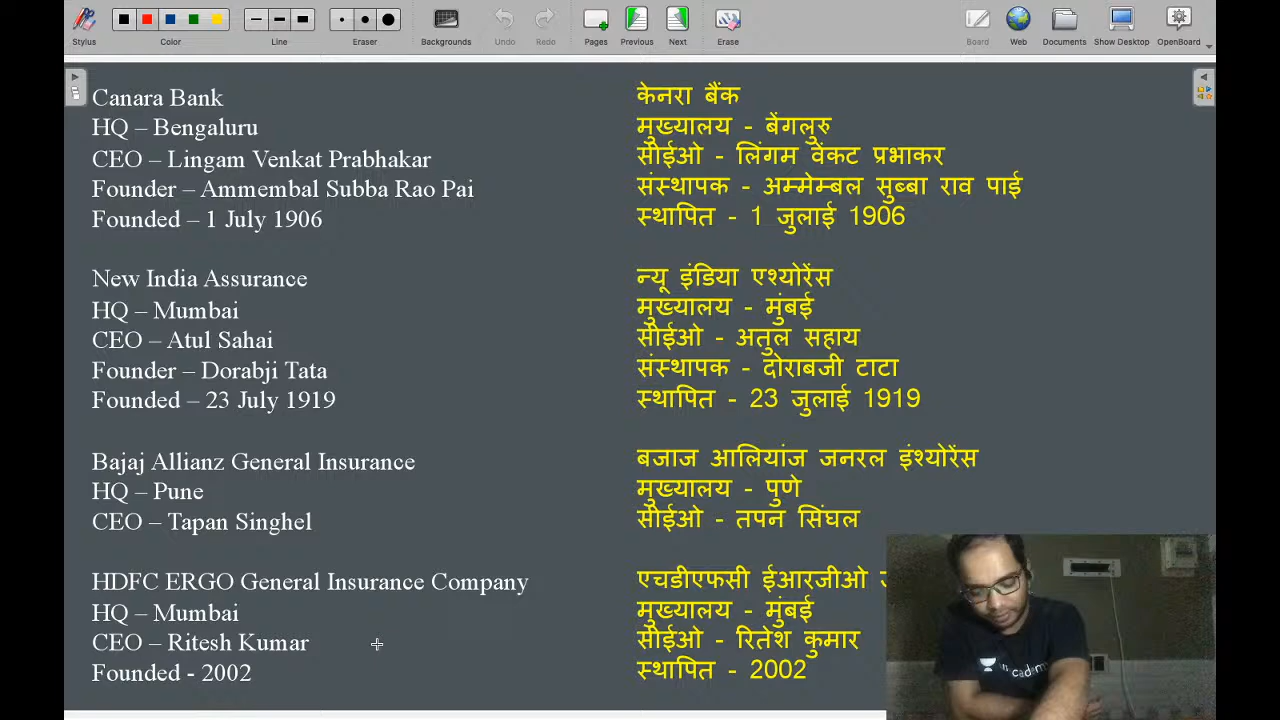 Stylus
Color
Line
Eraser
Backgrounds
Undo
Redo
Pages
Previous
Next
Erase
Board
Web
Documents
Show Desktop
OpenBoard
Canara Bank
HQ – Bengaluru
CEO – Lingam Venkat Prabhakar
Founder – Ammembal Subba Rao Pai
Founded – 1 July 1906
New India Assurance
HQ – Mumbai
CEO – Atul Sahai
Founder – Dorabji Tata
Founded – 23 July 1919
Bajaj Allianz General Insurance
HQ – Pune
CEO – Tapan Singhel
HDFC ERGO General Insurance Company
HQ – Mumbai
CEO – Ritesh Kumar
Founded - 2002
केनरा बैंक
मुख्यालय - बेंगलुरु
सीईओ - लिंगम वेंकट प्रभाकर
संस्थापक - अम्मेम्बल सुब्बा राव पाई
स्थापित - 1 जुलाई 1906
न्यू इंडिया एश्योरेंस
मुख्यालय - मुंबई
सीईओ - अतुल सहाय
संस्थापक - दोराबजी टाटा
स्थापित - 23 जुलाई 1919
बजाज आलियांज जनरल इंश्योरेंस
मुख्यालय - पुणे
सीईओ - तपन सिंघल
एचडीएफसी ईआरजीओ
मुख्यालय - मुंबई
सीईओ - रितेश कुमार
स्थापित - 2002